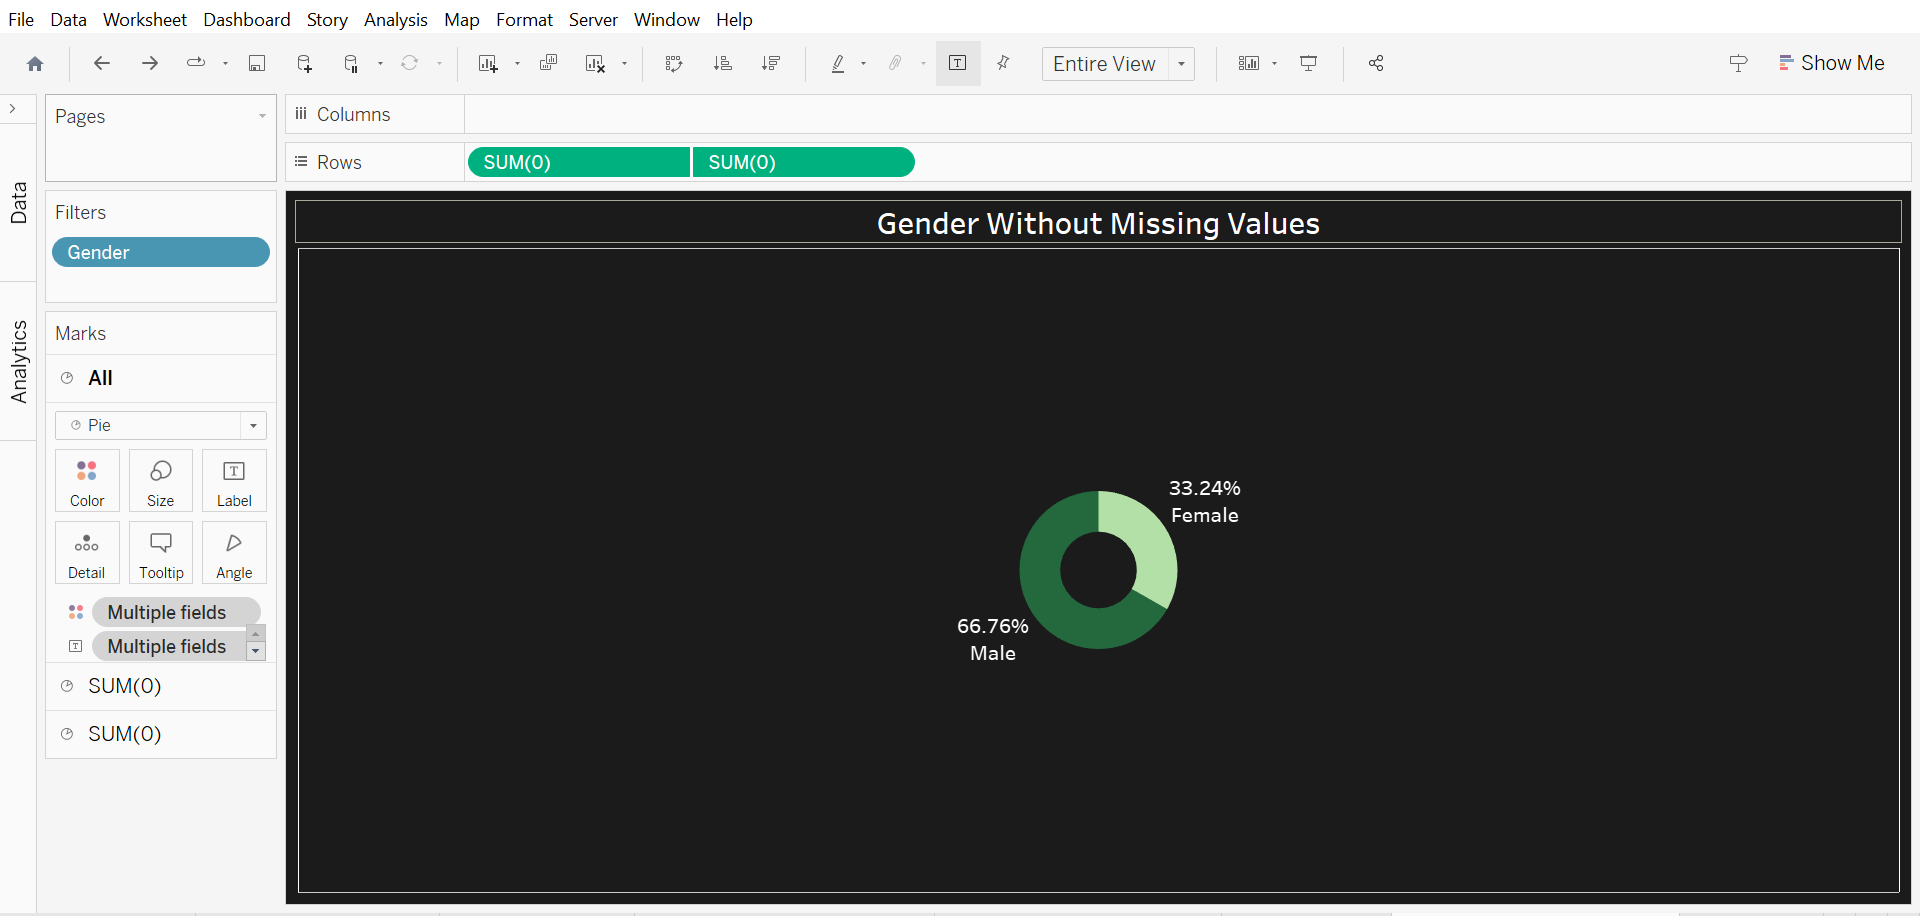 File Data Worksheet Dashboard Story Analysis Map Format Server Window Help
Entire View
Show Me
Data
Analytics
Pages
Columns
Rows
SUM(0) SUM(0)
Filters
Gender
Marks
All
Pie
Color Size Label
Detail Tooltip Angle
Multiple fields
Multiple fields
SUM(0)
SUM(0)
Gender Without Missing Values
33.24%
Female
66.76%
Male